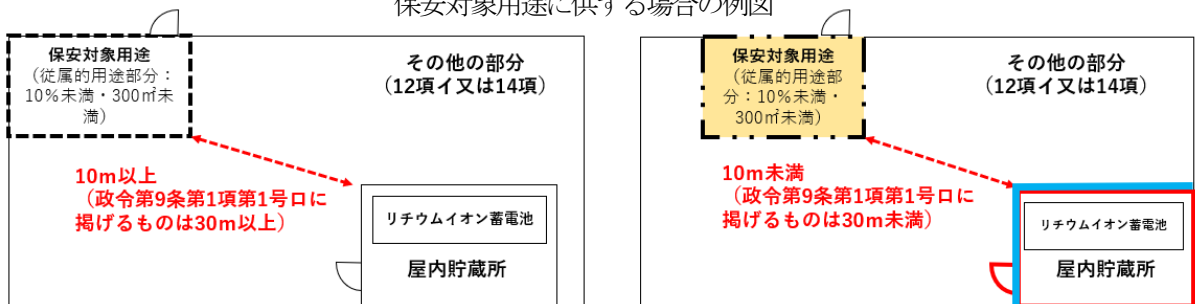 保安対象用途に供する場合の例図
保安対象用途
（従属的用途部分：
10％未満・300㎡未
満）
その他の部分
（12項イ又は14項）
10m以上
（政令第9条第1項第1号ロに
掲げるものは30m以上）
リチウムイオン蓄電池
屋内貯蔵所
保安対象用途
（従属的用途部
分：10％未満・
300㎡未満）
その他の部分
（12項イ又は14項）
10m未満
（政令第9条第1項第1号ロに
掲げるものは30m未満）
リチウムイオン蓄電池
屋内貯蔵所